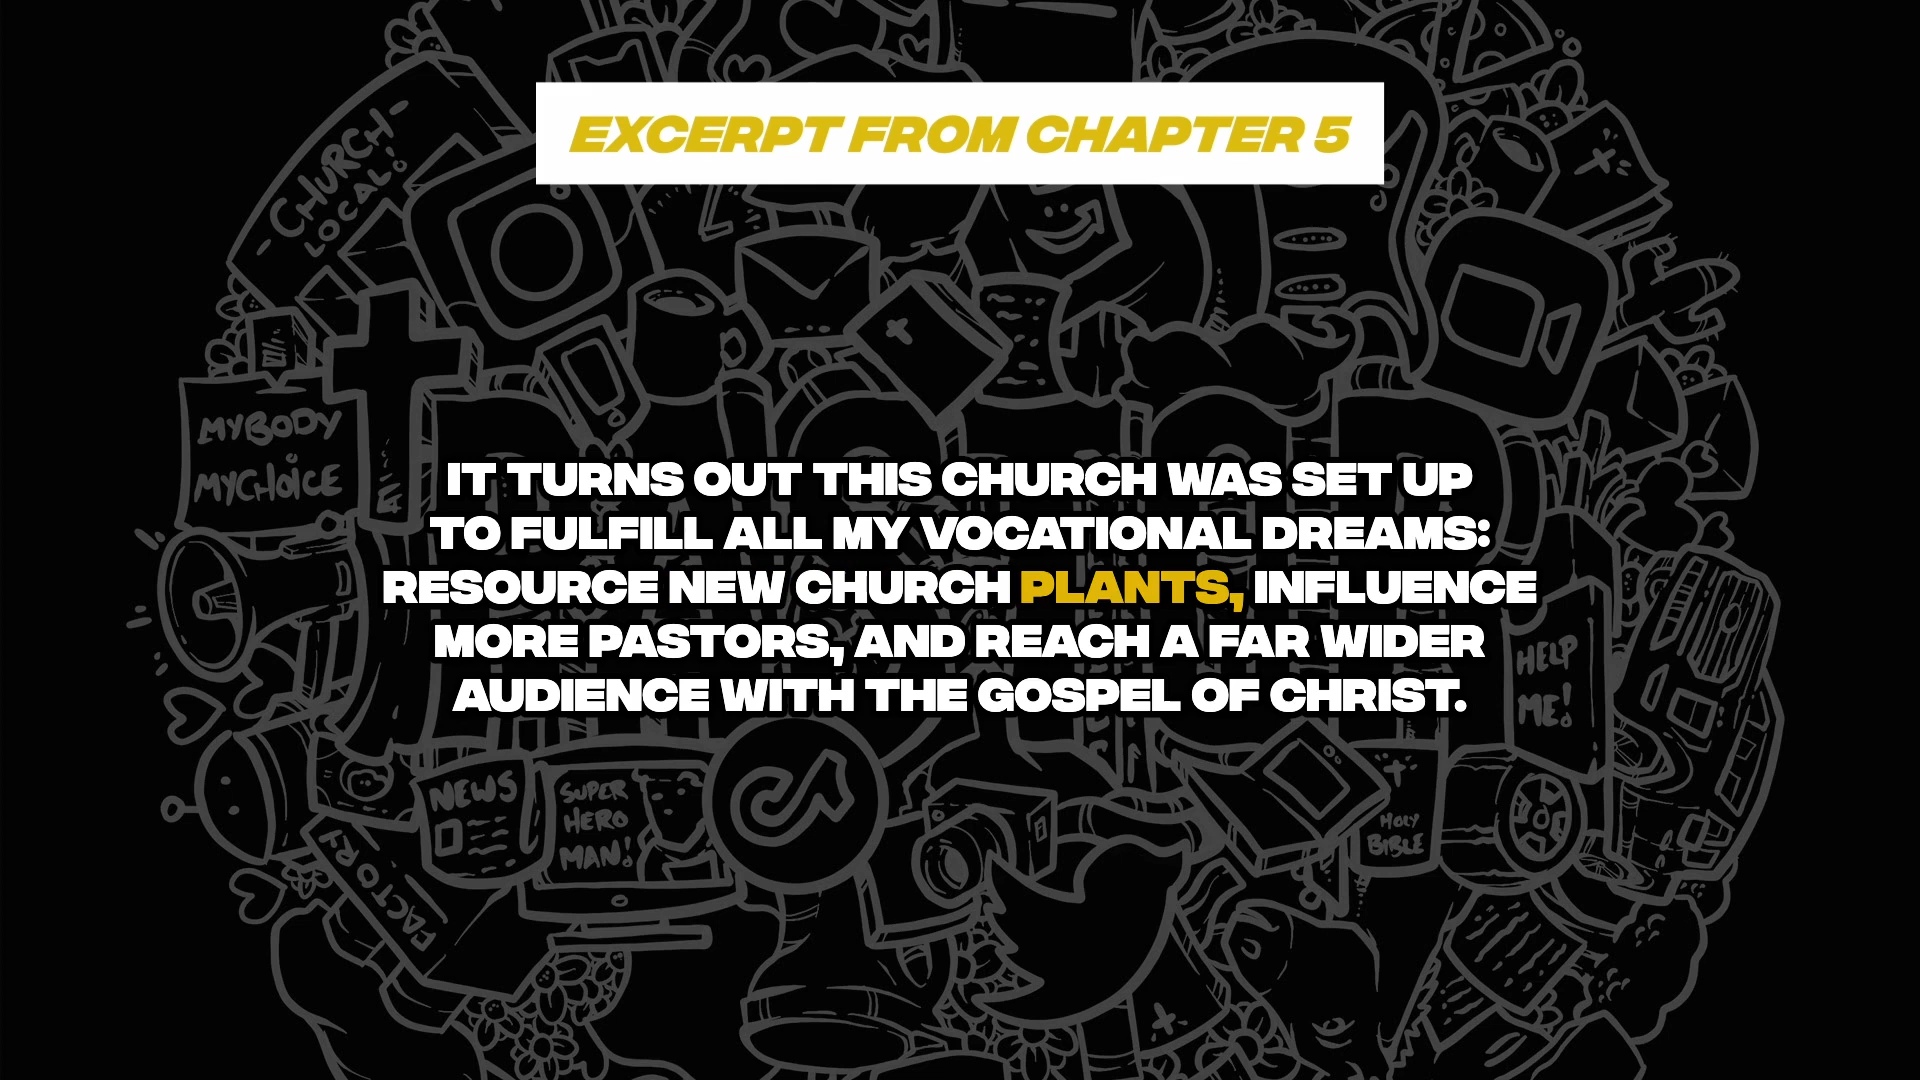 EXCERPT FROM CHAPTER 5
CHURCH
LOCAL!
MY BODY
MY CHOICE
IT TURNS OUT THIS CHURCH WAS SET UP
TO FULFILL ALL MY VOCATIONAL DREAMS:
RESOURCE NEW CHURCH PLANTS, INFLUENCE
MORE PASTORS, AND REACH A FAR WIDER
AUDIENCE WITH THE GOSPEL OF CHRIST.
HELP
ME!
NEWS
SUPER
HERO
MAN!
HOLY
BIBLE
FACTORY